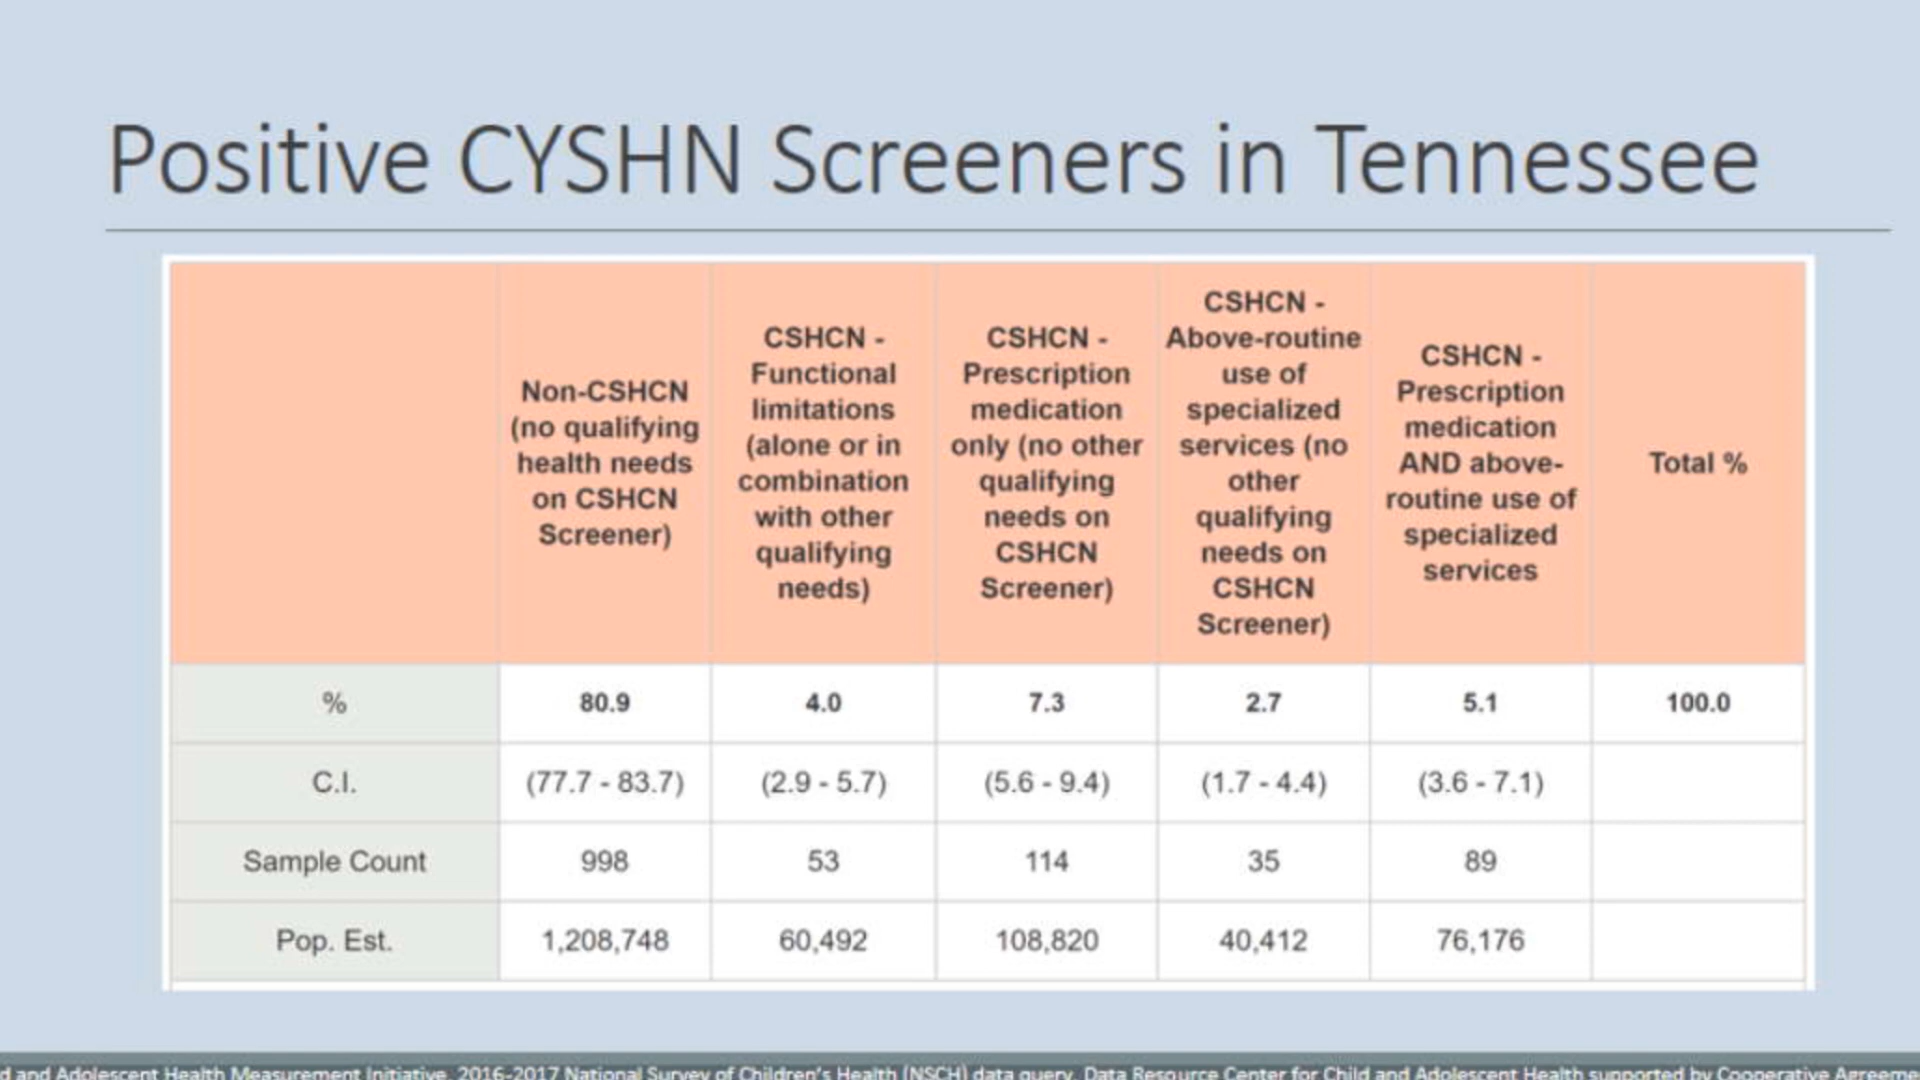 Positive CYSHN Screeners in Tennessee
Non-CSHCN
(no qualifying
health needs
on CSHCN
Screener)
CSHCN -
Functional
limitations
(alone or in
combination
with other
qualifying
needs)
CSHCN -
Prescription
medication
only (no other
qualifying
needs on
CSHCN
Screener)
CSHCN -
Above-routine
use of
specialized
services (no
other
qualifying
needs on
CSHCN
Screener)
CSHCN -
Prescription
medication
AND above-
routine use of
specialized
services
Total %
% 80.9 4.0 7.3 2.7 5.1 100.0
C.I. (77.7 - 83.7) (2.9 - 5.7) (5.6 - 9.4) (1.7 - 4.4) (3.6 - 7.1)
Sample Count 998 53 114 35 89
Pop. Est. 1,208,748 60,492 108,820 40,412 76,176
d and Adolescent Health Measurement Initiative. 2016-2017 National Survey of Children's Health (NSCH) data query. Data Resource Center for Child and Adolescent Health supported by Cooperative Agreeme